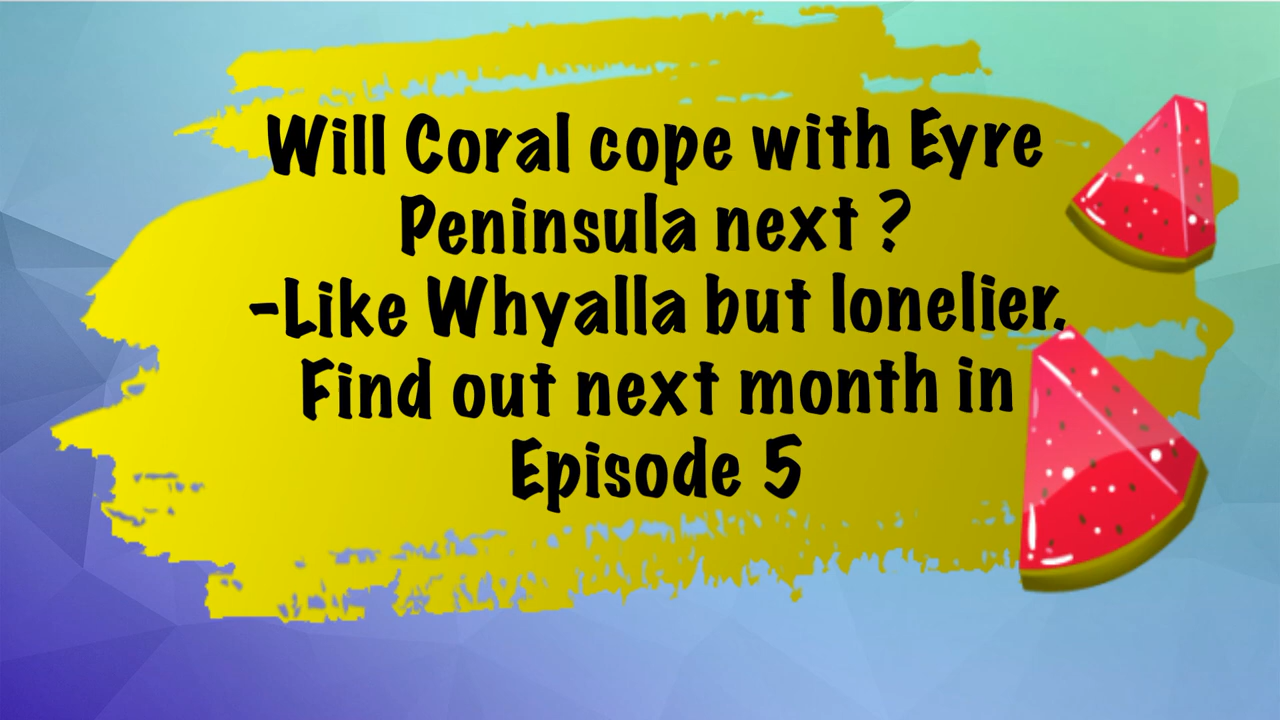 Will Coral cope with Eyre
Peninsula next ?
-Like Whyalla but lonelier.
Find out next month in
Episode 5